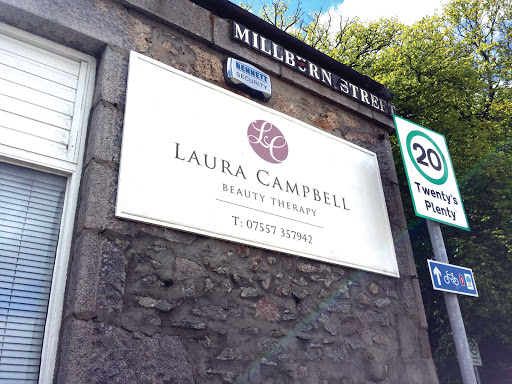 MILLBURN STREET
BENNETT
SECURITY
LC
LAURA CAMPBELL
BEAUTY THERAPY
T: 07557 357942
20
Twenty's
Plenty